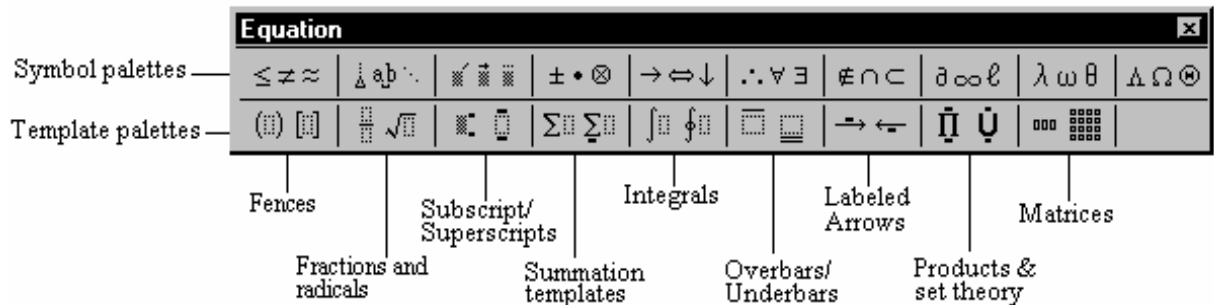 Equation
Symbol palettes
≤ ≠ ≈ a͟b ⋱ ± • ⊗ → ⇔ ↓ ∴ ∀ ∃ ∉ ∩ ⊂ ∂ ∞ ℓ λ ω θ Λ Ω Θ
Template palettes
Fences
Fractions and
radicals
Subscript/
Superscripts
Summation
templates
Integrals
Overbars/
Underbars
Labeled
Arrows
Products &
set theory
Matrices